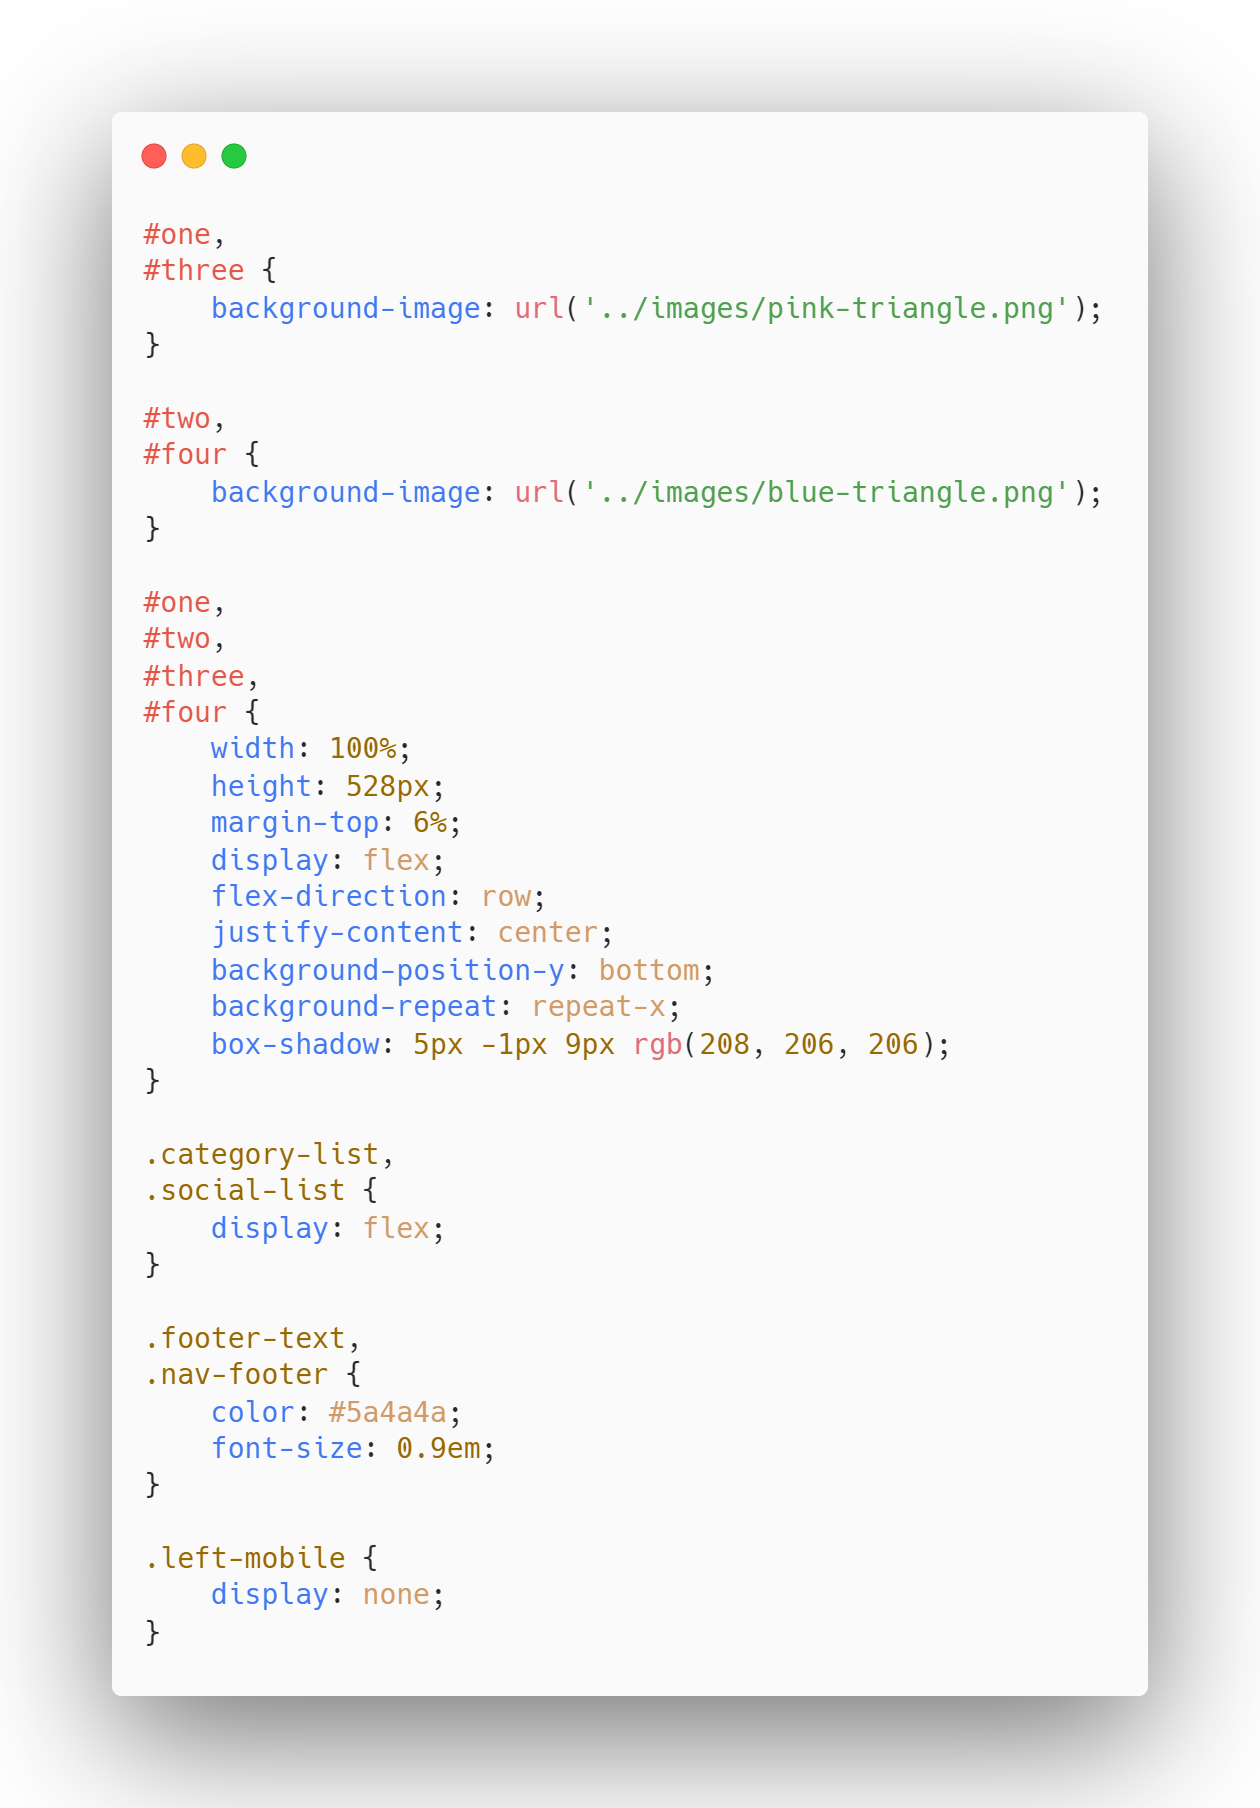 #one,
#three {
    background-image: url('../images/pink-triangle.png');
}

#two,
#four {
    background-image: url('../images/blue-triangle.png');
}

#one,
#two,
#three,
#four {
    width: 100%;
    height: 528px;
    margin-top: 6%;
    display: flex;
    flex-direction: row;
    justify-content: center;
    background-position-y: bottom;
    background-repeat: repeat-x;
    box-shadow: 5px -1px 9px rgb(208, 206, 206);
}

.category-list,
.social-list {
    display: flex;
}

.footer-text,
.nav-footer {
    color: #5a4a4a;
    font-size: 0.9em;
}

.left-mobile {
    display: none;
}